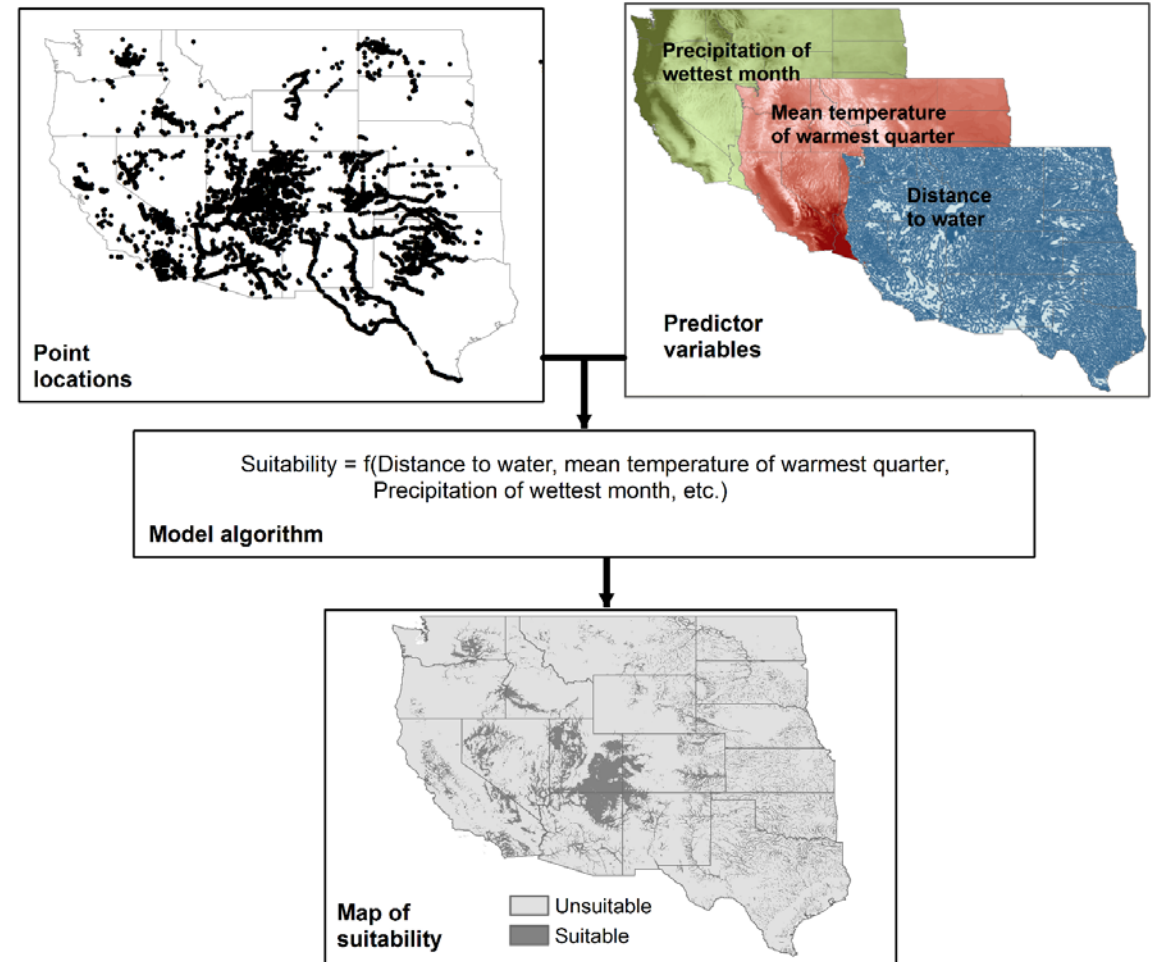 Point
locations
Precipitation of
wettest month
Mean temperature
of warmest quarter
Distance
to water
Predictor
variables
Suitability = f(Distance to water, mean temperature of warmest quarter,
Precipitation of wettest month, etc.)
Model algorithm
Map of
suitability
Unsuitable
Suitable